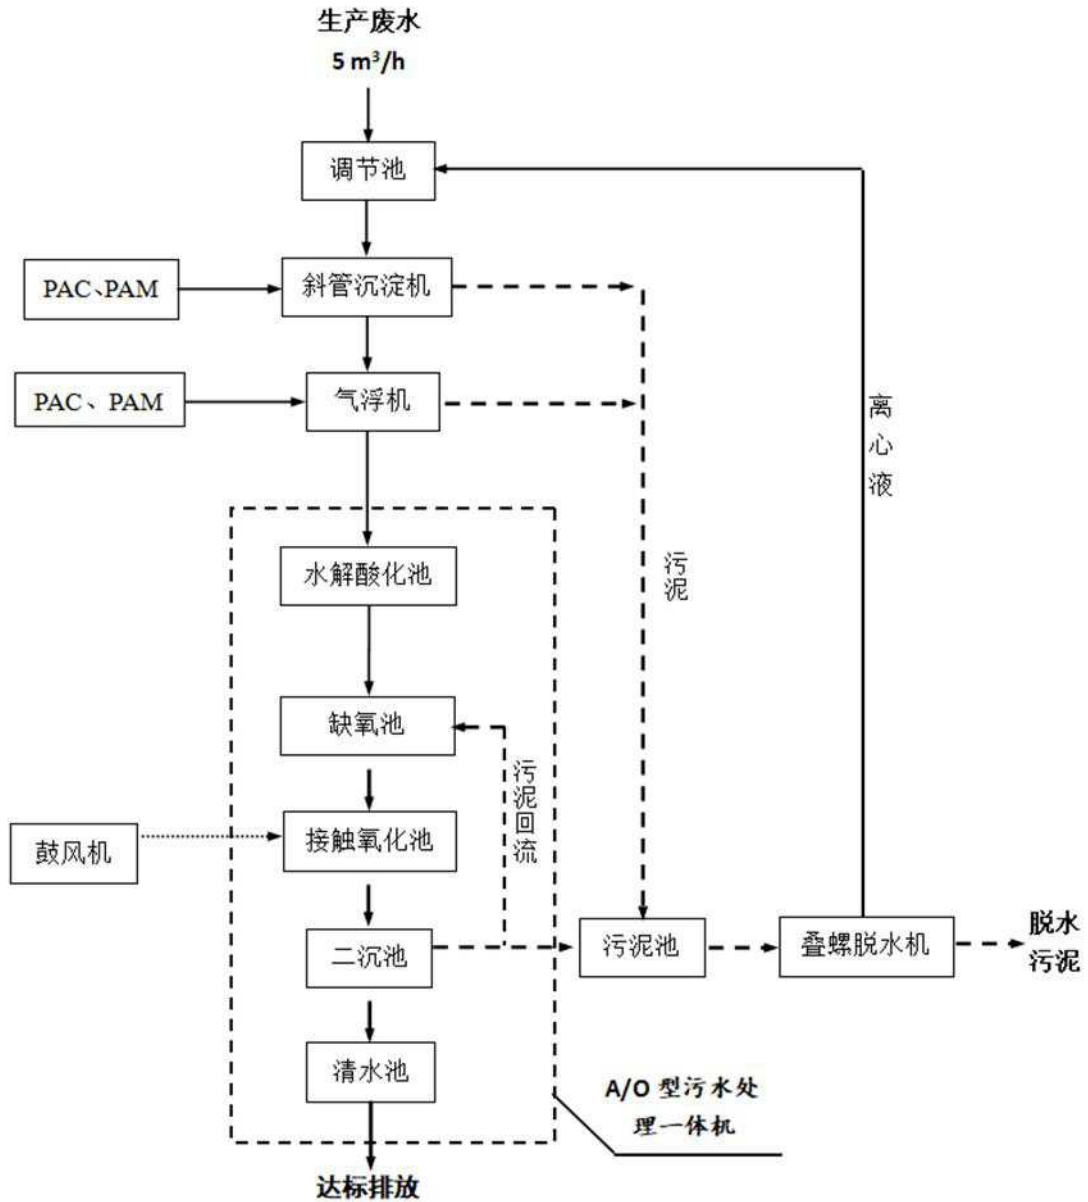 生产废水
5 m³/h
调节池
PAC、PAM
斜管沉淀机
PAC 、PAM
气浮机
离心液
水解酸化池
污泥
缺氧池
污泥回流
鼓风机
接触氧化池
二沉池
污泥池
叠螺脱水机
脱水
污泥
清水池
A/O 型污水处
理一体机
达标排放